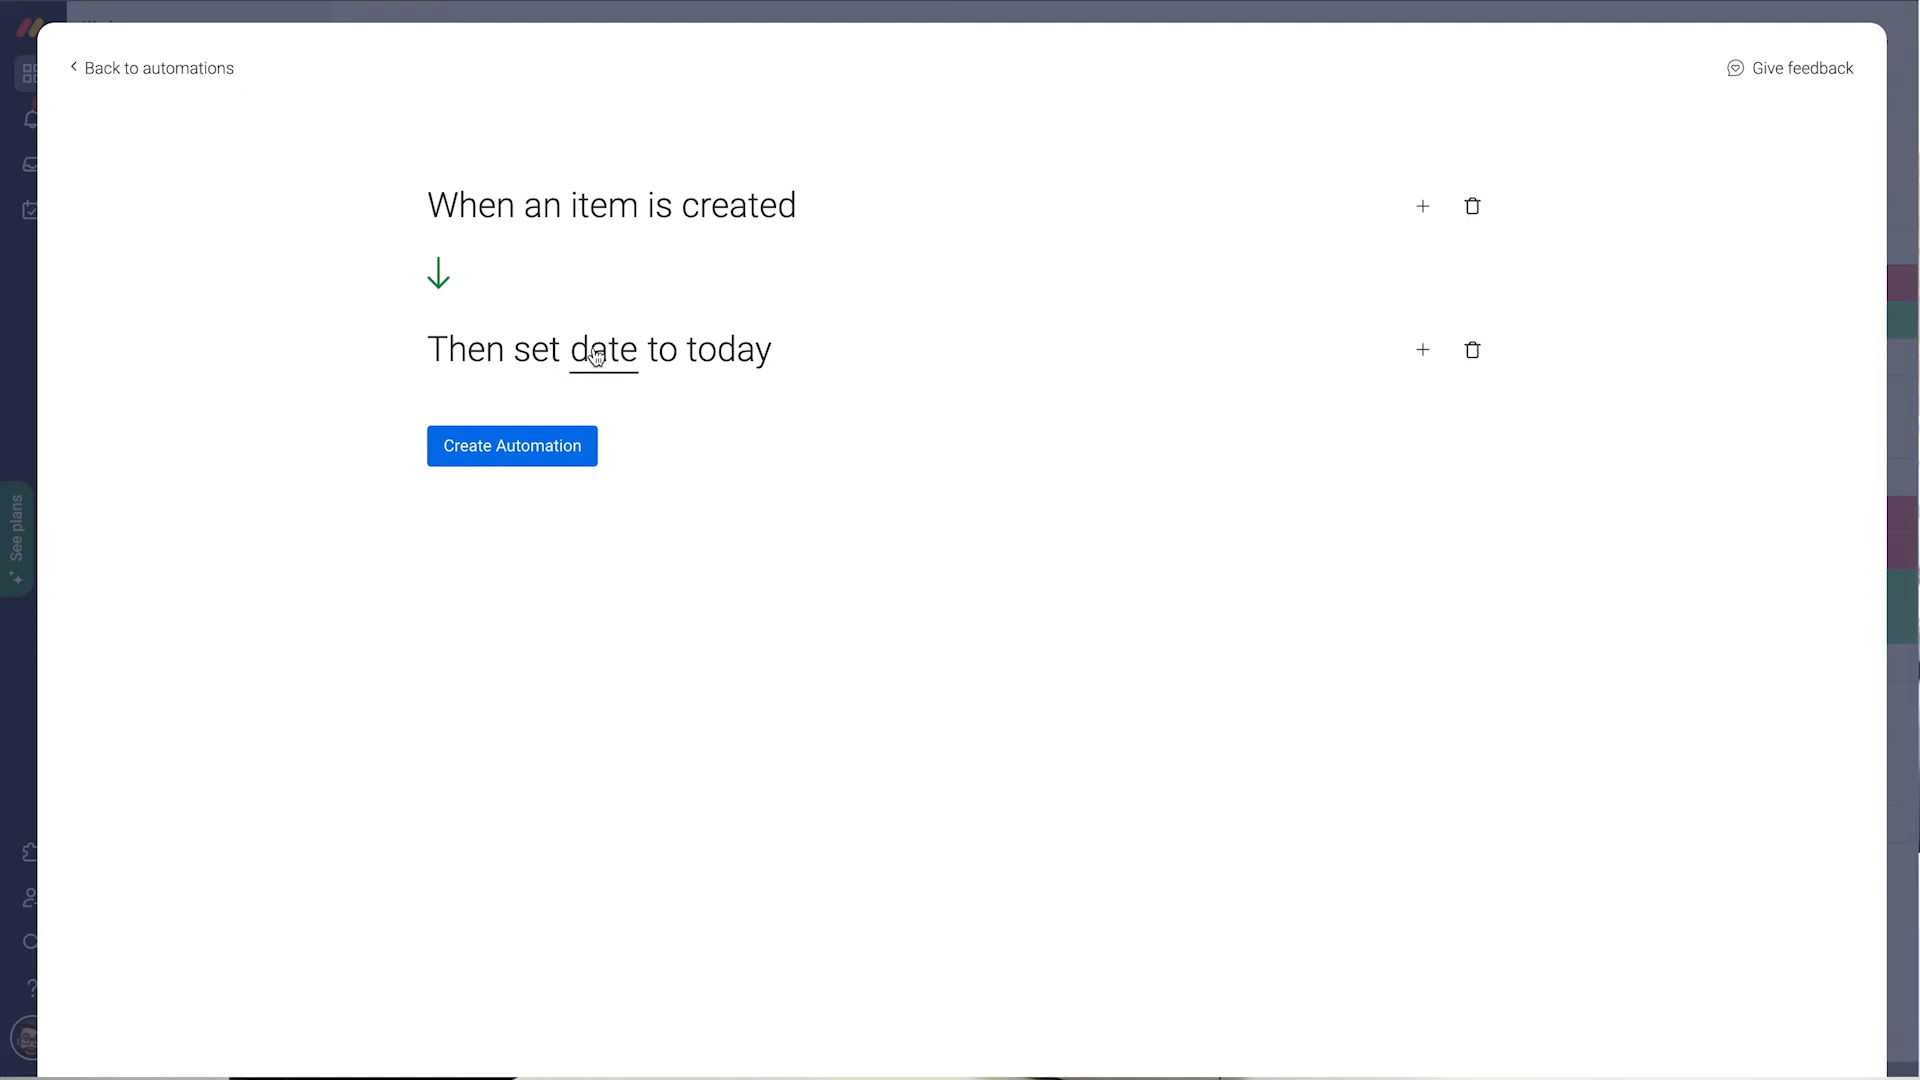 Back to automations
Give feedback
When an item is created
Then set date to today
Create Automation
See plans